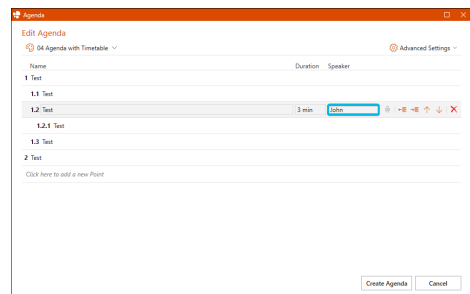 Agenda
Edit Agenda
04 Agenda with Timetable
Advanced Settings
Name Duration Speaker
1 Test
1.1 Test
1.2 Test 3 min John
1.2.1 Test
1.3 Test
2 Test
Click here to add a new Point
Create Agenda Cancel